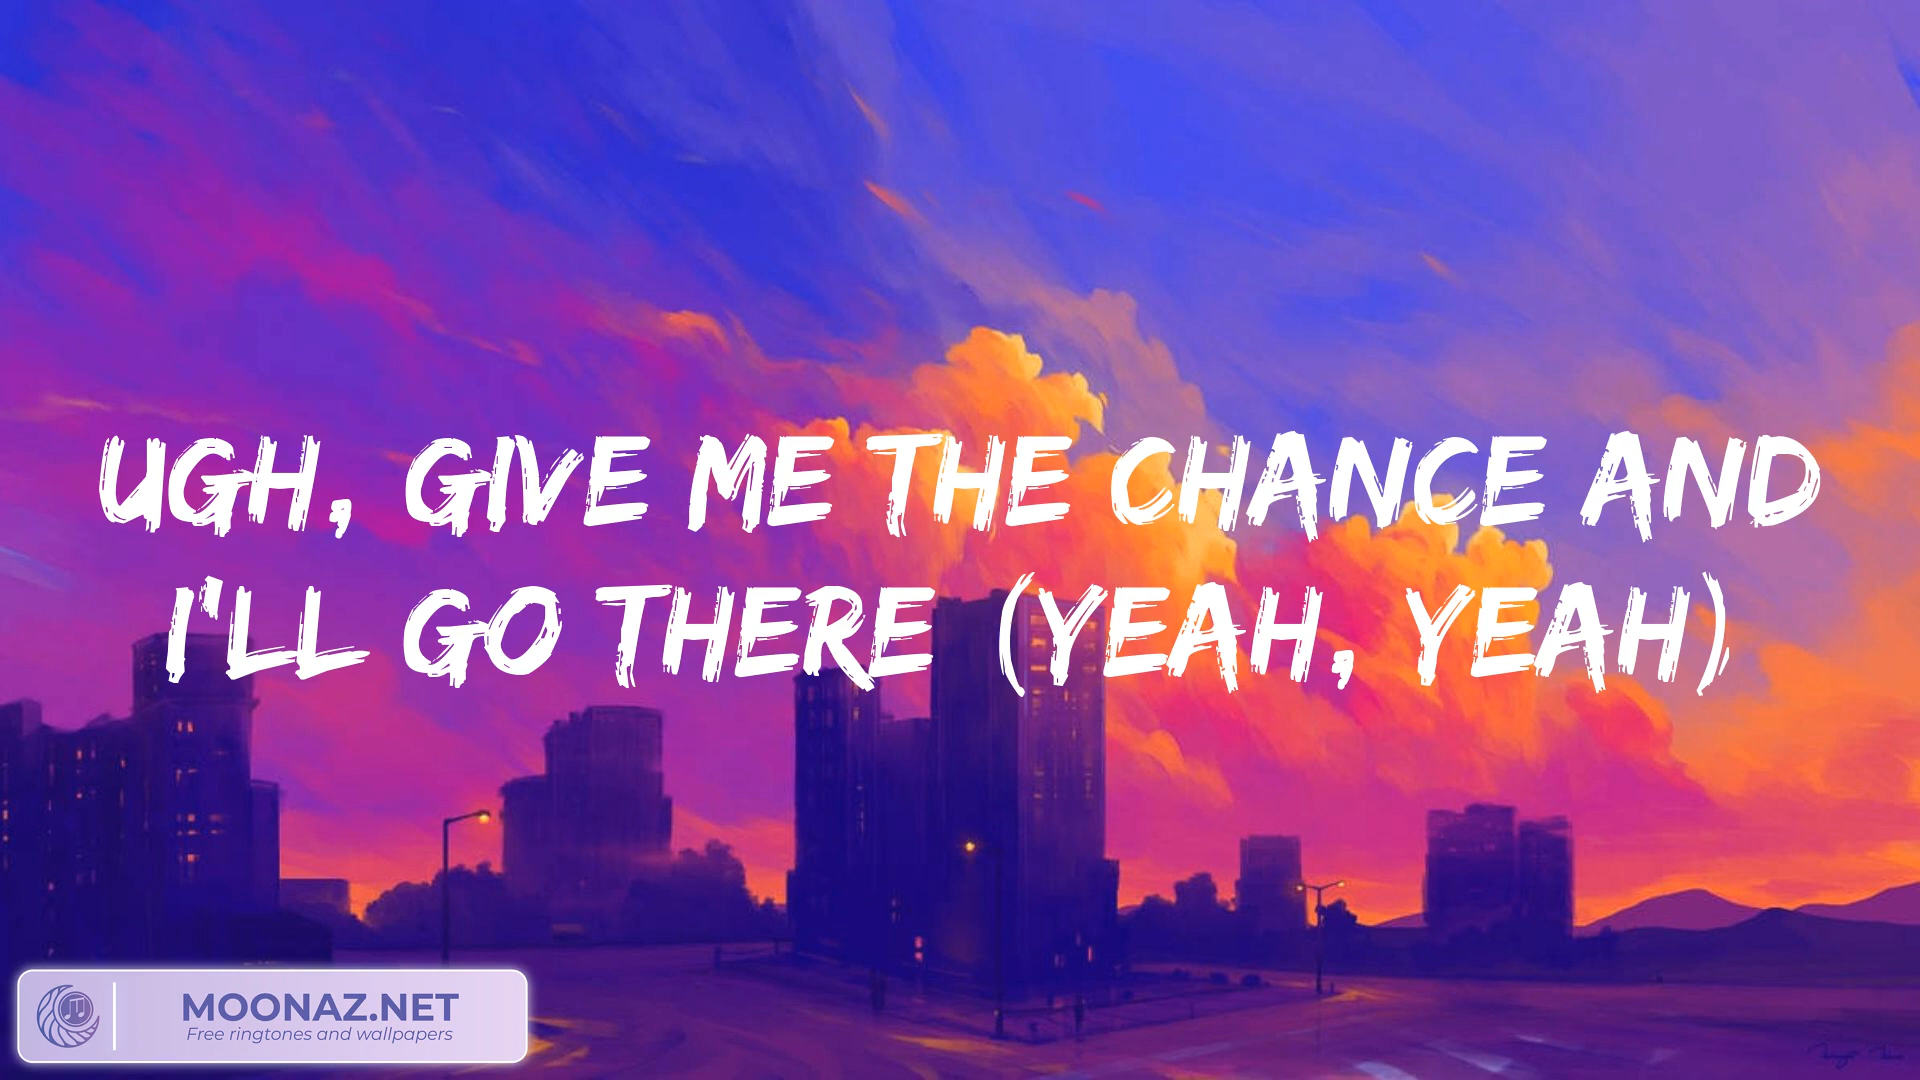 UGH, GIVE ME THE CHANCE AND
I'LL GO THERE (YEAH, YEAH)
MOONAZ.NET
Free ringtones and wallpapers